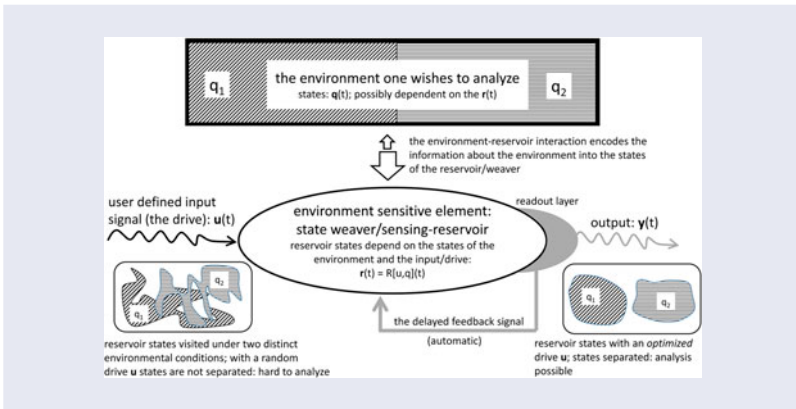 q1
the environment one wishes to analyze
states: q(t); possibly dependent on the r(t)
q2
the environment-reservoir interaction encodes the
information about the environment into the states
of the reservoir/weaver
user defined input
signal (the drive): u(t)
environment sensitive element:
state weaver/sensing-reservoir
reservoir states depend on the states of the
environment and the input/drive:
r(t) = R[u,q](t)
readout layer
output: y(t)
q1
q2
the delayed feedback signal
(automatic)
q1
q2
reservoir states visited under two distinct
environmental conditions; with a random
drive u states are not separated: hard to analyze
reservoir states with an optimized
drive u; states separated: analysis
possible